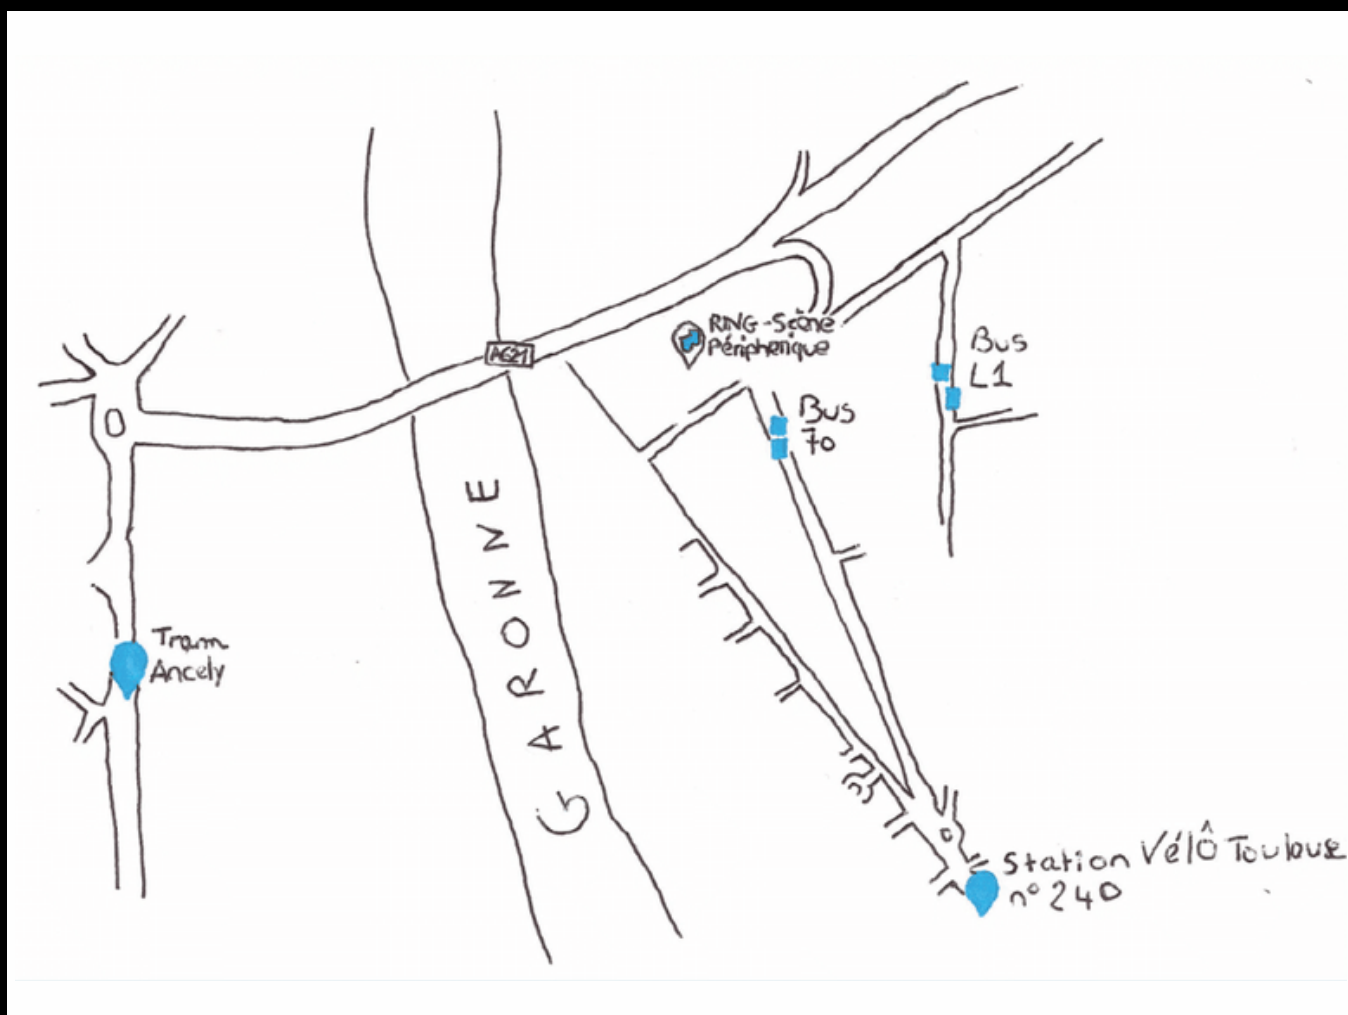 A621
RING-Scène
Périphérique
Bus
L1
Bus
70
GARONNE
Tram
Ancely
Station VélÔ Toulouse
n° 240